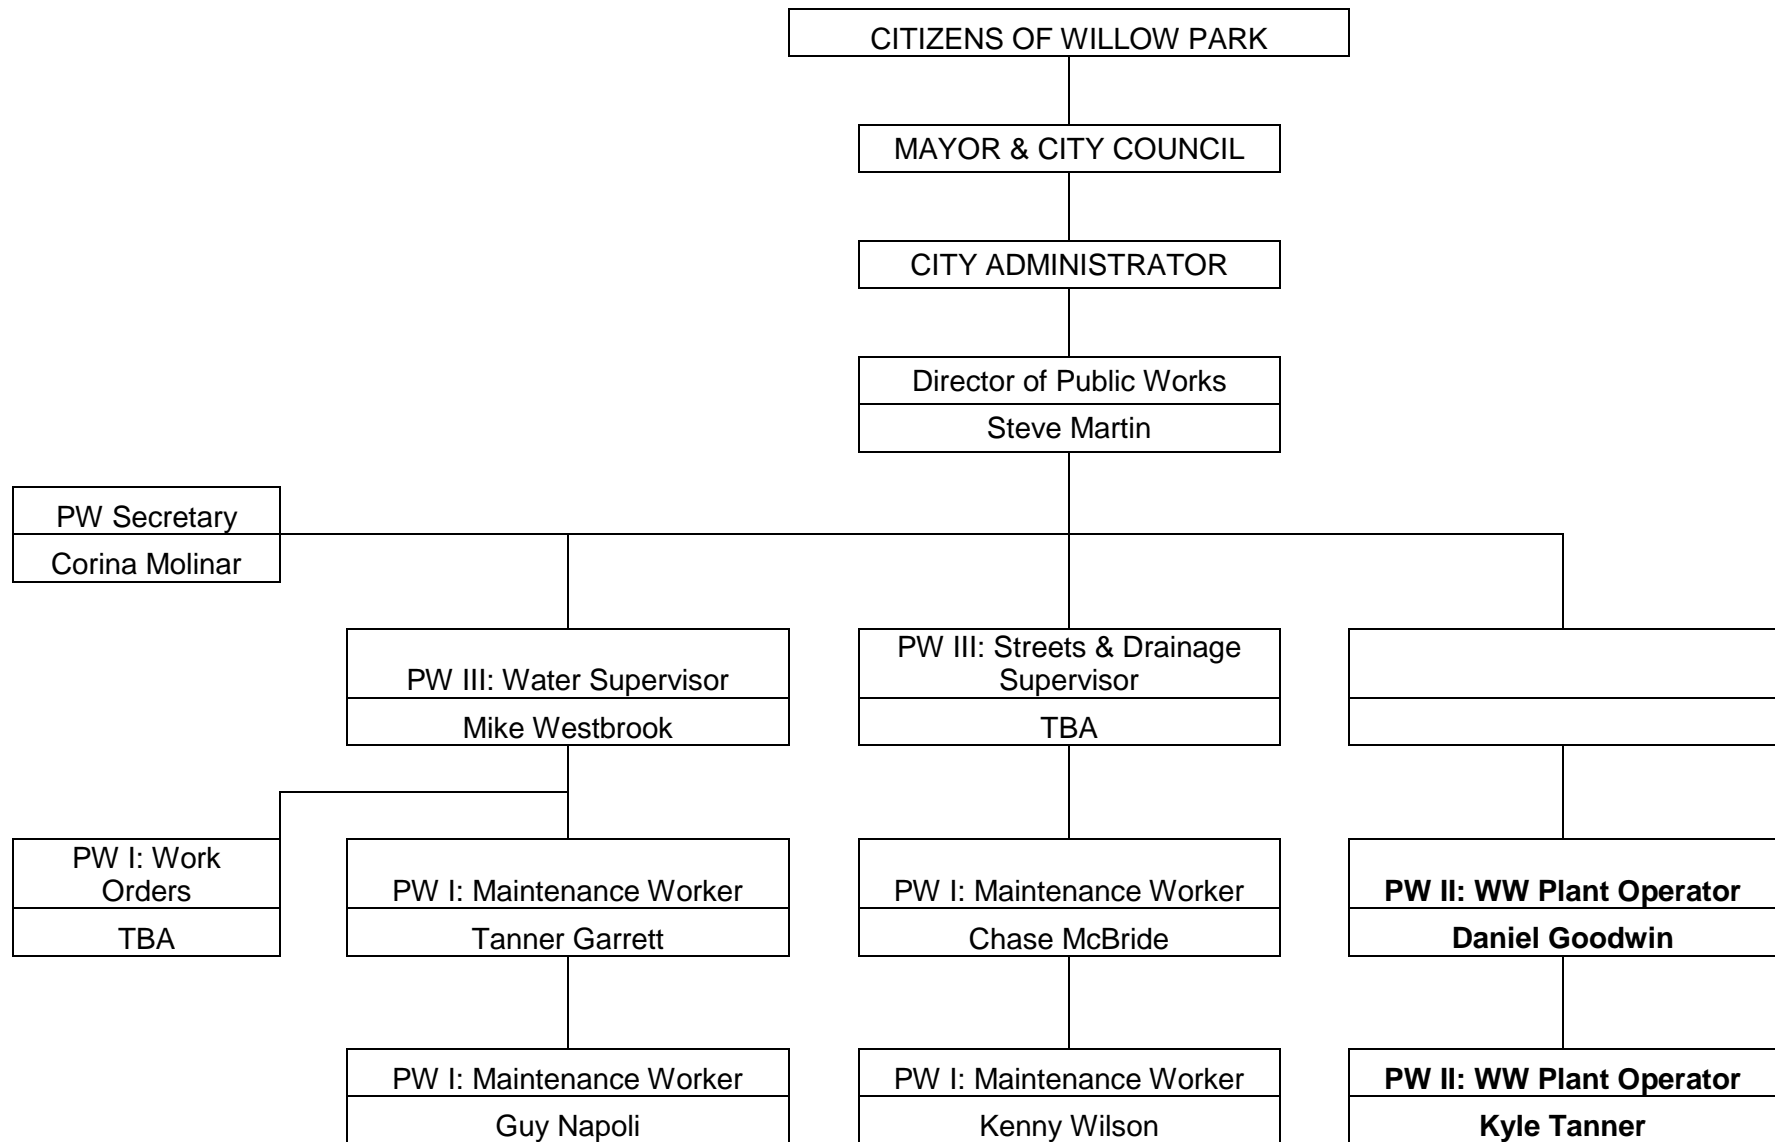 CITIZENS OF WILLOW PARK
MAYOR & CITY COUNCIL
CITY ADMINISTRATOR
Director of Public Works
Steve Martin
PW Secretary
Corina Molinar
PW III: Water Supervisor
Mike Westbrook
PW III: Streets & Drainage
Supervisor
TBA
PW I: Work
Orders
TBA
PW I: Maintenance Worker
Tanner Garrett
PW I: Maintenance Worker
Chase McBride
PW II: WW Plant Operator
Daniel Goodwin
PW I: Maintenance Worker
Guy Napoli
PW I: Maintenance Worker
Kenny Wilson
PW II: WW Plant Operator
Kyle Tanner